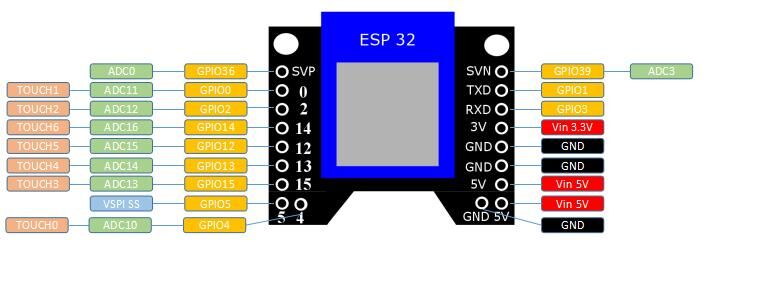 ESP 32
ADC0 GPIO36 SVP SVN GPIO39 ADC3
TOUCH1 ADC11 GPIO0 0 TXD GPIO1
TOUCH2 ADC12 GPIO2 2 RXD GPIO3
TOUCH6 ADC16 GPIO14 14 3V Vin 3.3V
TOUCH5 ADC15 GPIO12 12 GND GND
TOUCH4 ADC14 GPIO13 13 GND GND
TOUCH3 ADC13 GPIO15 15 5V Vin 5V
VSPI SS GPIO5 Vin 5V
TOUCH0 ADC10 GPIO4 5 4 GND 5V GND